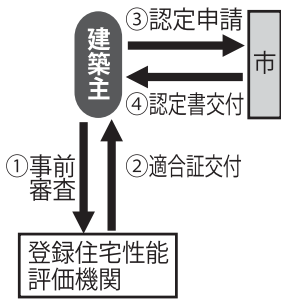 ③認定申請
建築主
市
④認定書交付
①事前
審査
②適合証交付
登録住宅性能
評価機関